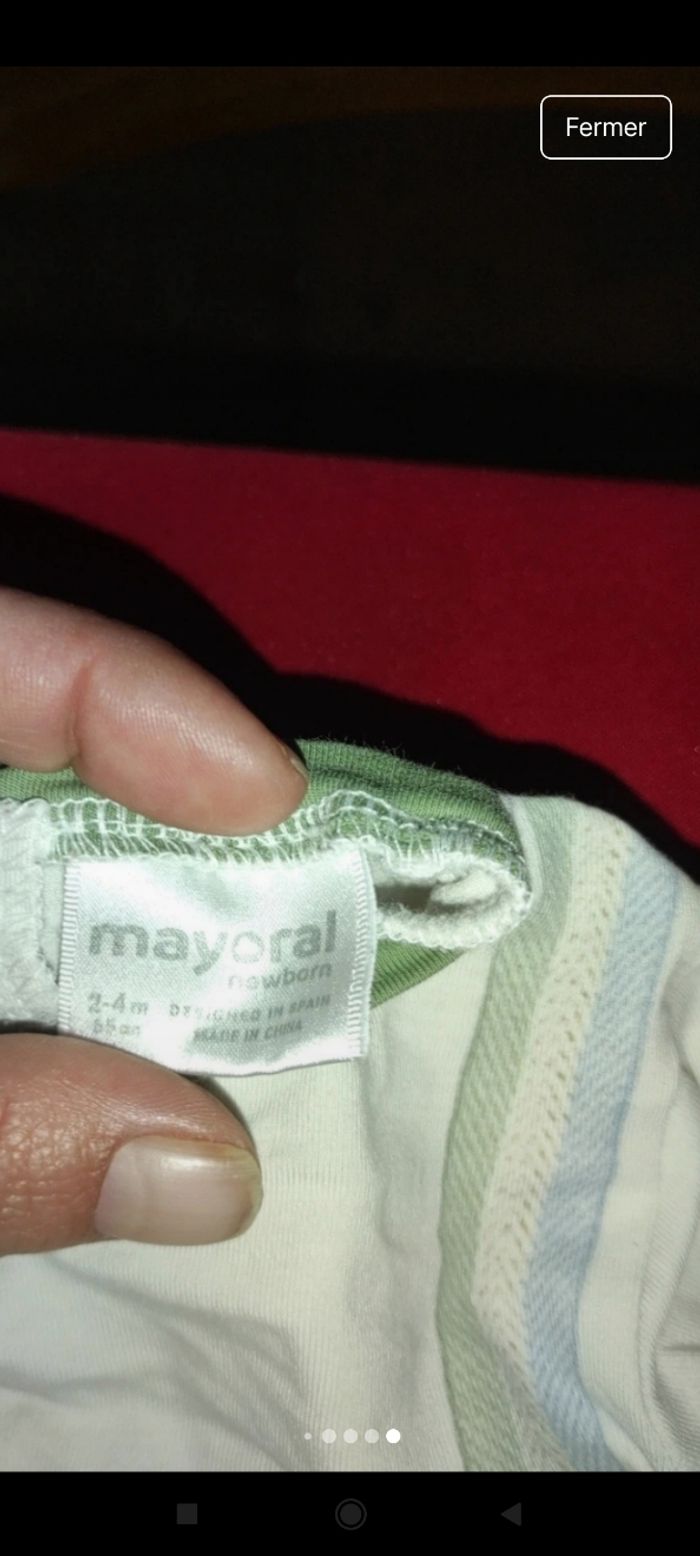 Fermer
mayoral
newborn
2-4m DESIGNED IN SPAIN
MADE IN CHINA